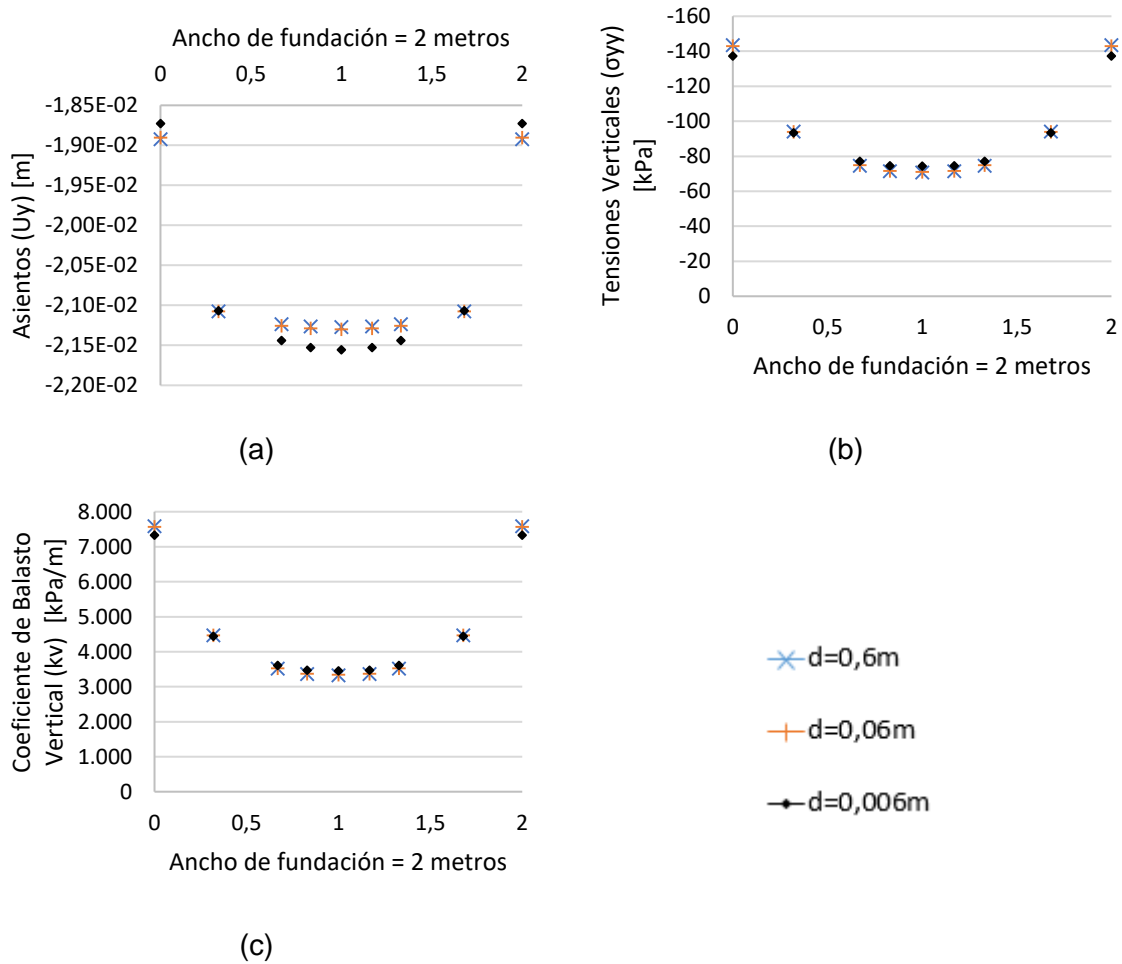 Ancho de fundación = 2 metros
0 0,5 1 1,5 2
-1,85E-02
-1,90E-02
-1,95E-02
-2,00E-02
-2,05E-02
-2,10E-02
-2,15E-02
-2,20E-02
Asientos (Uy) [m]
(a)
-160
-140
-120
-100
-80
-60
-40
-20
0
Tensiones Verticales (σyy)
[kPa]
0 0,5 1 1,5 2
Ancho de fundación = 2 metros
(b)
8.000
7.000
6.000
5.000
4.000
3.000
2.000
1.000
0
Coeficiente de Balasto
Vertical (kv) [kPa/m]
0 0,5 1 1,5 2
Ancho de fundación = 2 metros
(c)
d=0,6m
d=0,06m
d=0,006m